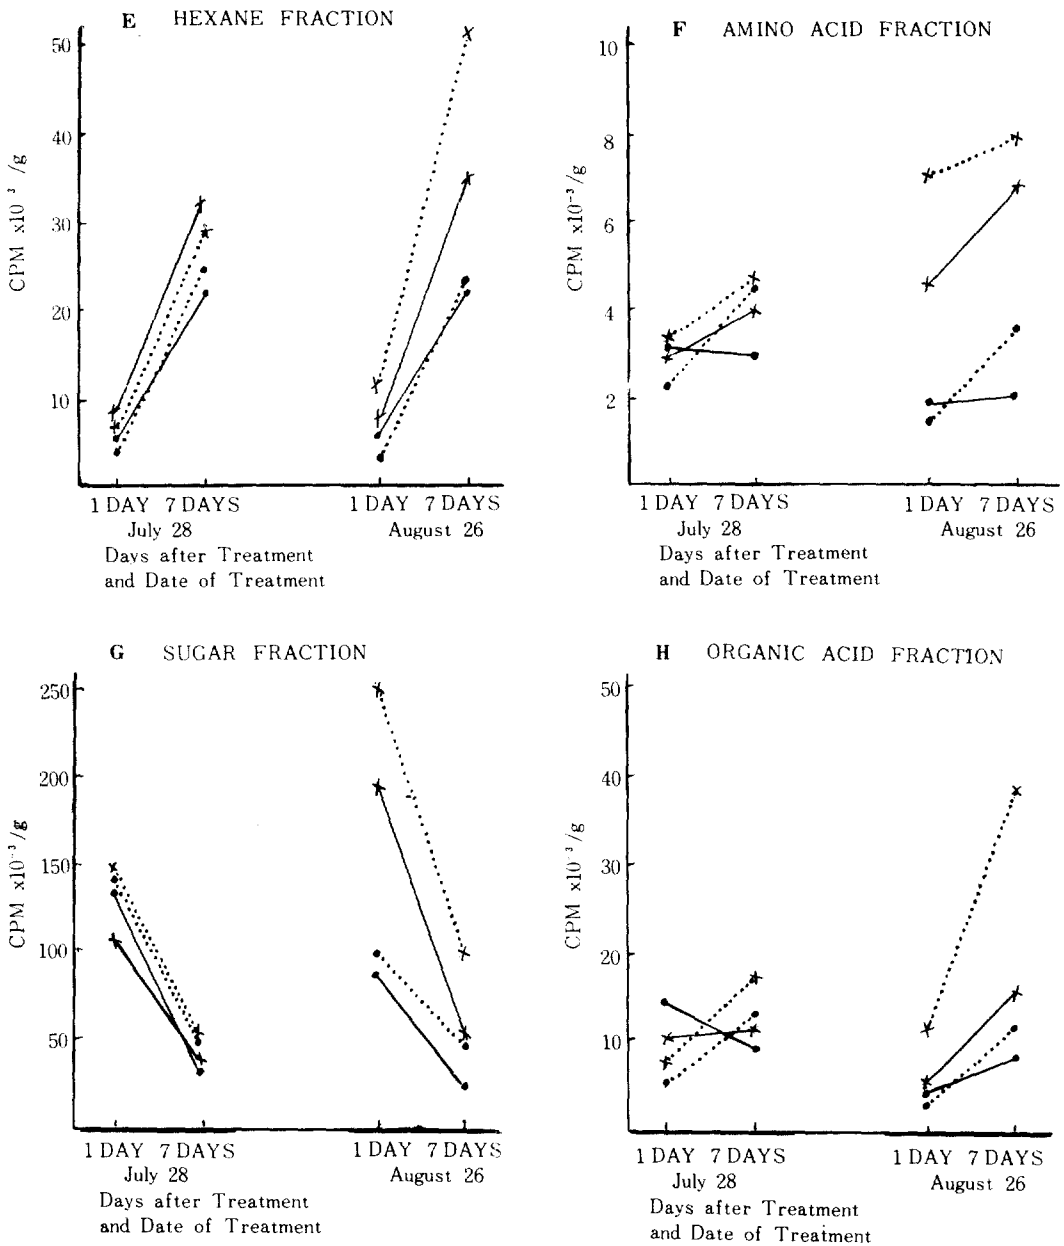 E HEXANE FRACTION
50
40
30
20
10
CPM x10⁻³ /g
1 DAY 7 DAYS 1 DAY 7 DAYS
July 28 August 26
Days after Treatment
and Date of Treatment
F AMINO ACID FRACTION
10
8
6
4
2
CPM x10⁻³/g
1 DAY 7 DAYS 1 DAY 7 DAYS
July 28 August 26
Days after Treatment
and Date of Treatment
G SUGAR FRACTION
250
200
150
100
50
CPM x10⁻³/g
1 DAY 7 DAYS 1 DAY 7 DAYS
July 28 August 26
Days after Treatment
and Date of Treatment
H ORGANIC ACID FRACTION
50
40
30
20
10
CPM x10⁻³/g
1 DAY 7 DAYS 1 DAY 7 DAYS
July 28 August 26
Days after Treatment
and Date of Treatment